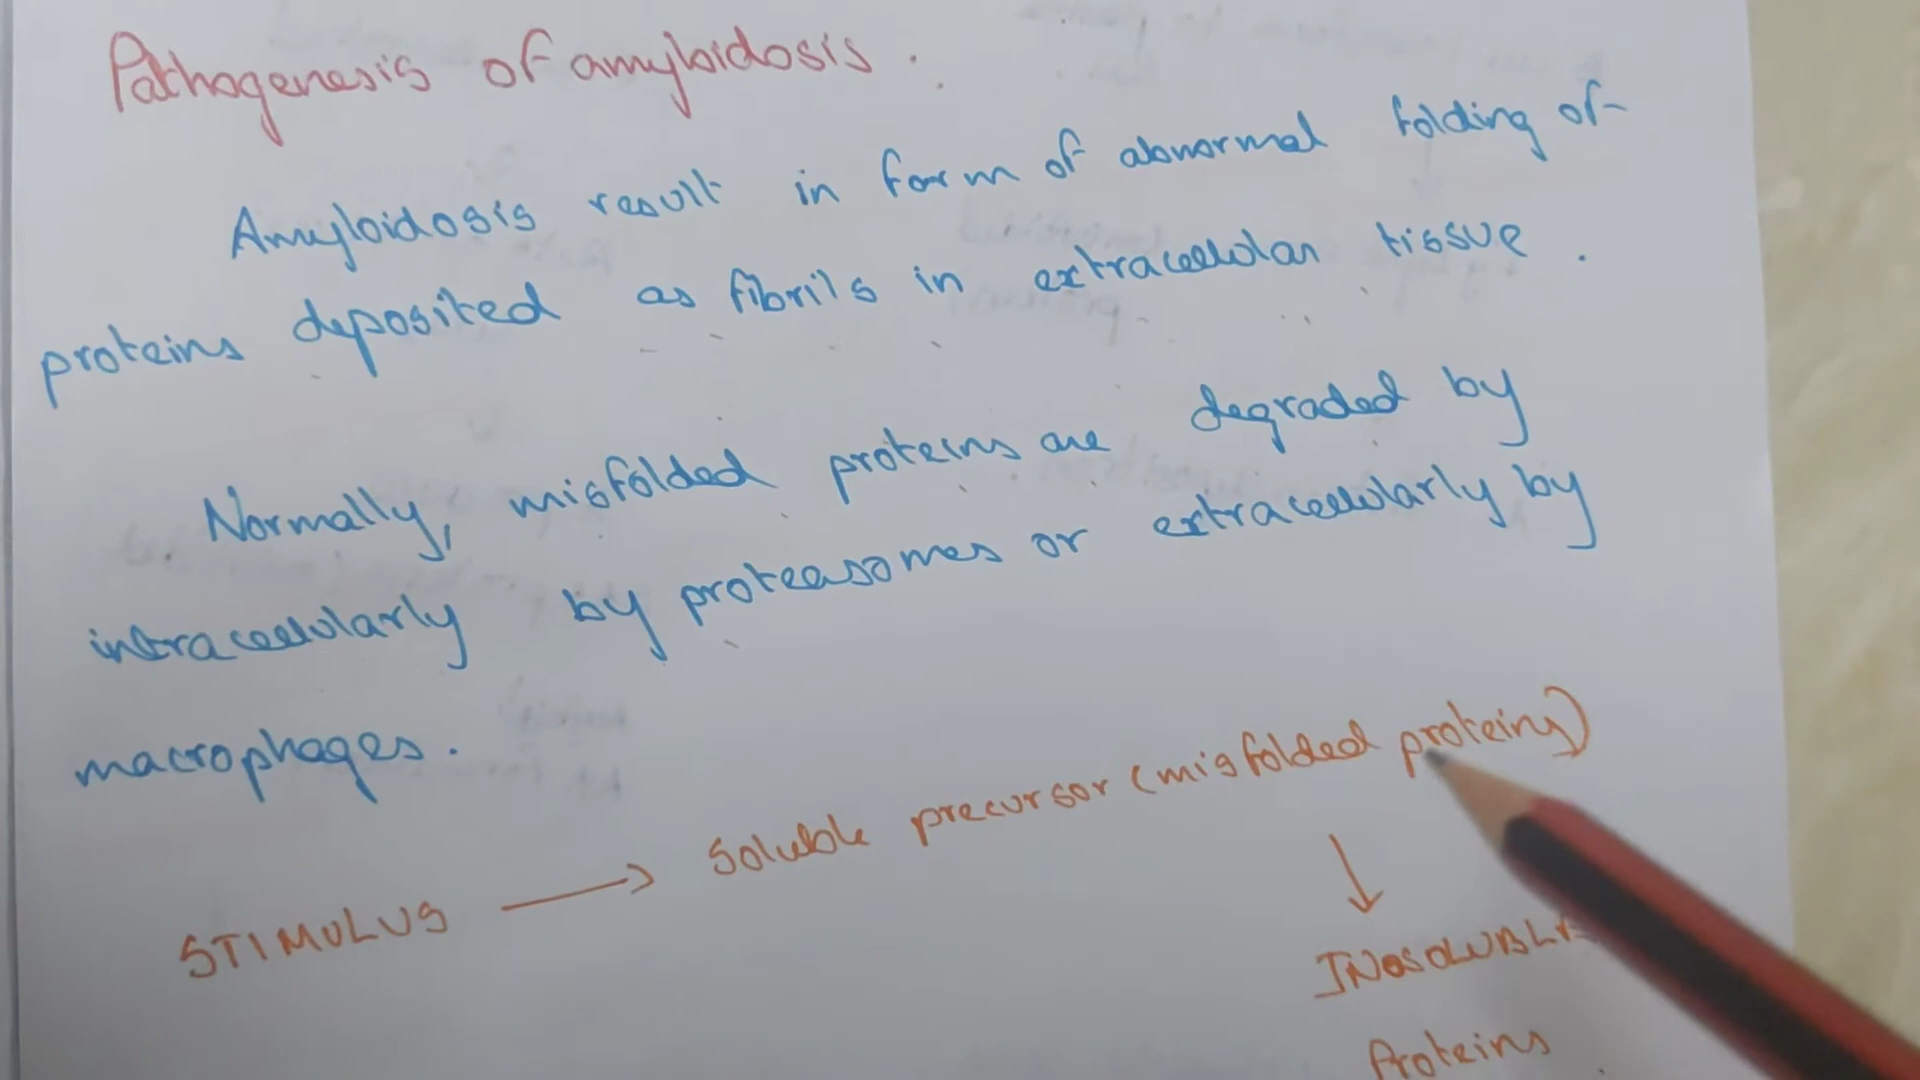 Pathogenesis of amyloidosis.
Amyloidosis result in form of abnormal folding of
proteins deposited as fibrils in extracellular tissue.
Normally, misfolded proteins are degraded by
intracellularly by proteasomes or extracellularly by
macrophages.
STIMULUS → Soluble precursor (misfolded proteins)
↓
INSOLUBLE
Proteins